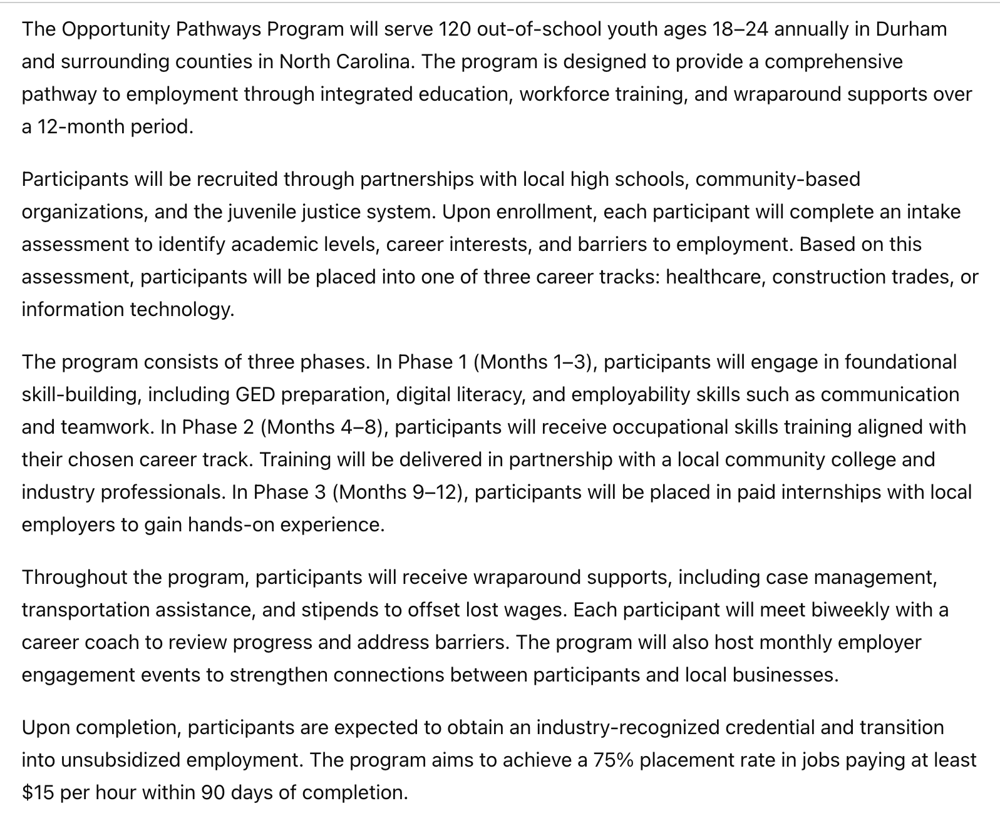 The Opportunity Pathways Program will serve 120 out-of-school youth ages 18–24 annually in Durham
and surrounding counties in North Carolina. The program is designed to provide a comprehensive
pathway to employment through integrated education, workforce training, and wraparound supports over
a 12-month period.
Participants will be recruited through partnerships with local high schools, community-based
organizations, and the juvenile justice system. Upon enrollment, each participant will complete an intake
assessment to identify academic levels, career interests, and barriers to employment. Based on this
assessment, participants will be placed into one of three career tracks: healthcare, construction trades, or
information technology.
The program consists of three phases. In Phase 1 (Months 1–3), participants will engage in foundational
skill-building, including GED preparation, digital literacy, and employability skills such as communication
and teamwork. In Phase 2 (Months 4–8), participants will receive occupational skills training aligned with
their chosen career track. Training will be delivered in partnership with a local community college and
industry professionals. In Phase 3 (Months 9–12), participants will be placed in paid internships with local
employers to gain hands-on experience.
Throughout the program, participants will receive wraparound supports, including case management,
transportation assistance, and stipends to offset lost wages. Each participant will meet biweekly with a
career coach to review progress and address barriers. The program will also host monthly employer
engagement events to strengthen connections between participants and local businesses.
Upon completion, participants are expected to obtain an industry-recognized credential and transition
into unsubsidized employment. The program aims to achieve a 75% placement rate in jobs paying at least
$15 per hour within 90 days of completion.